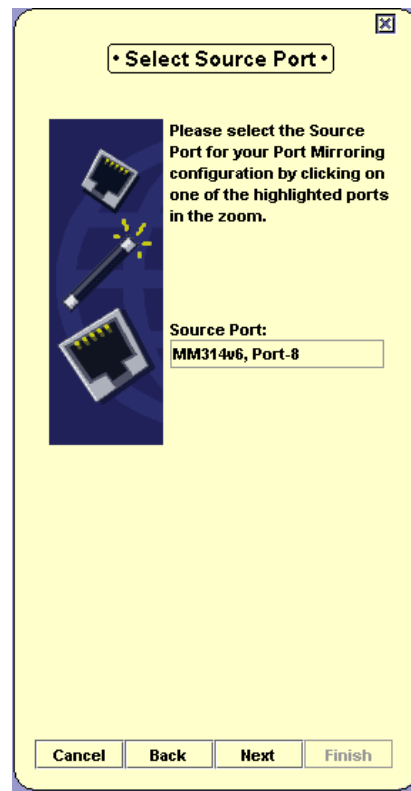 • Select Source Port •
Please select the Source
Port for your Port Mirroring
configuration by clicking on
one of the highlighted ports
in the zoom.
Source Port:
MM314v6, Port-8
Cancel Back Next Finish